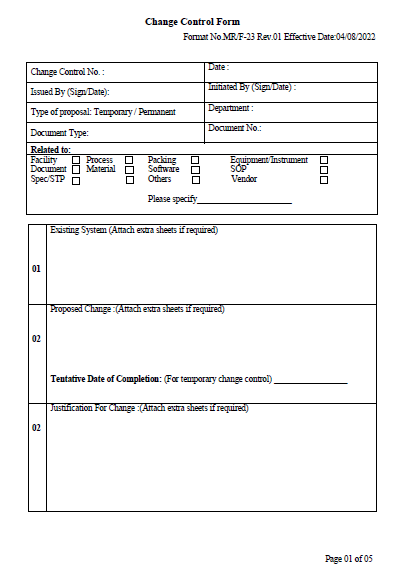 Change Control Form
Format No.MR/F-23 Rev.01 Effective Date:04/08/2022
Change Control No. :
Date :
Issued By (Sign/Date):
Initiated By (Sign/Date) :
Type of proposal: Temporary / Permanent
Department :
Document Type:
Document No.:
Related to:
Facility Process Packing Equipment/Instrument
Document Material Software SOP
Spec/STP Others Vendor
Please specify____________________
01
Existing System (Attach extra sheets if required)
02
Proposed Change :(Attach extra sheets if required)
Tentative Date of Completion: (For temporary change control) ________________
02
Justification For Change :(Attach extra sheets if required)
Page 01 of 05